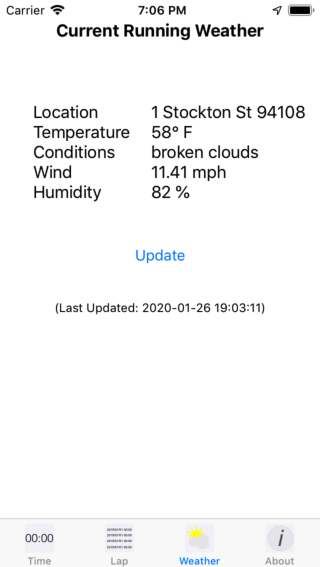 Carrier 7:06 PM
Current Running Weather
Location 1 Stockton St 94108
Temperature 58° F
Conditions broken clouds
Wind 11.41 mph
Humidity 82 %
Update
(Last Updated: 2020-01-26 19:03:11)
00:00
Time Lap Weather About